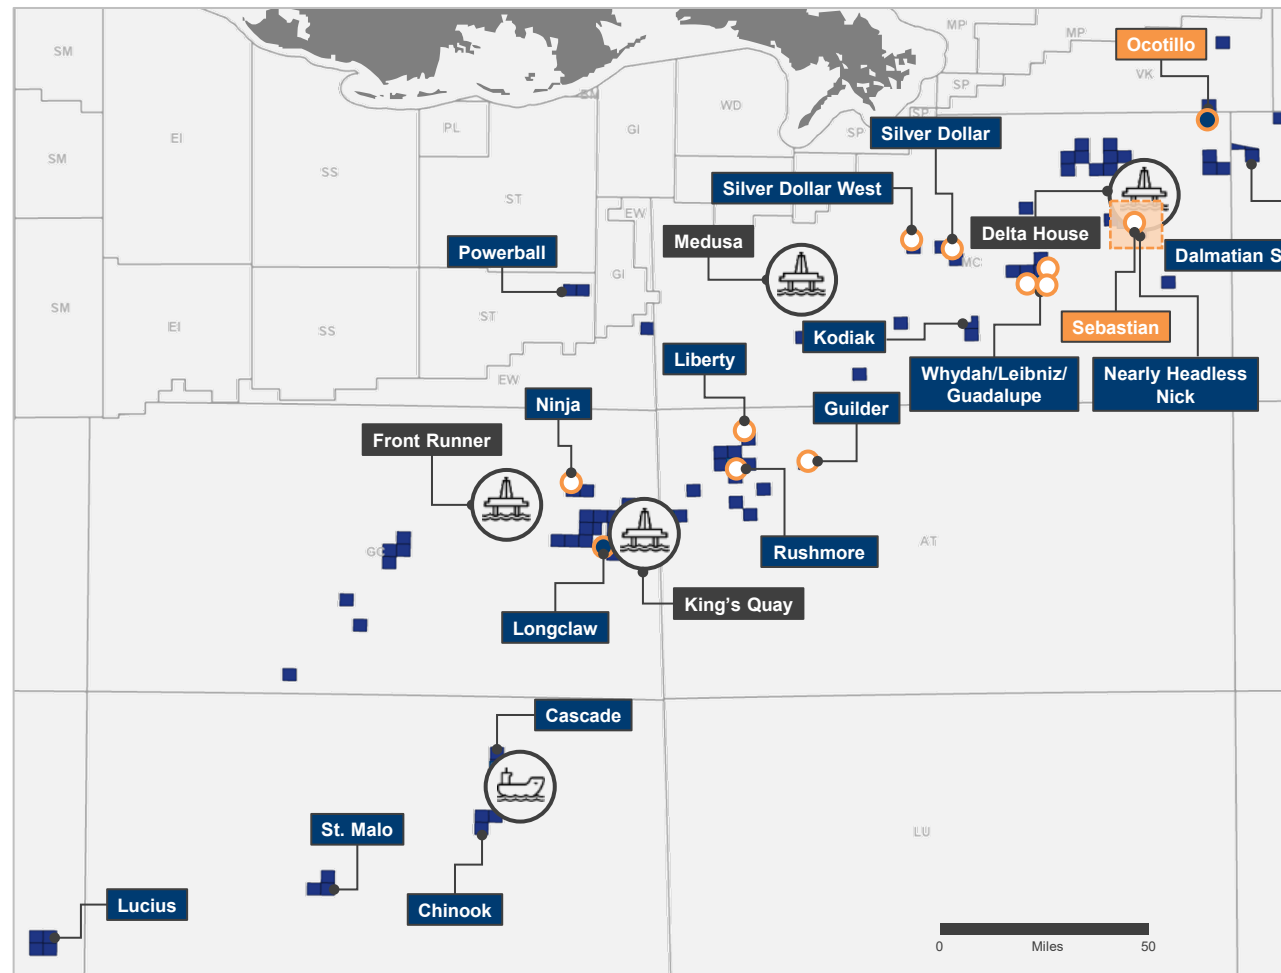 MP
MP
SM
Ocotillo
VK
SM
EI
PL
GI
WD
SP
SP
SP
Silver Dollar
SS
ST
Silver Dollar West
EW
Medusa
Delta House
Powerball
MC
Dalmatian S
GI
SM
EI
SS
ST
Kodiak
Sebastian
Liberty
EW
Whydah/Leibniz/
Guadalupe
Nearly Headless
Nick
Ninja
Guilder
Front Runner
GC
AT
Rushmore
King's Quay
Longclaw
Cascade
LU
St. Malo
Lucius
Chinook
0
Miles
50